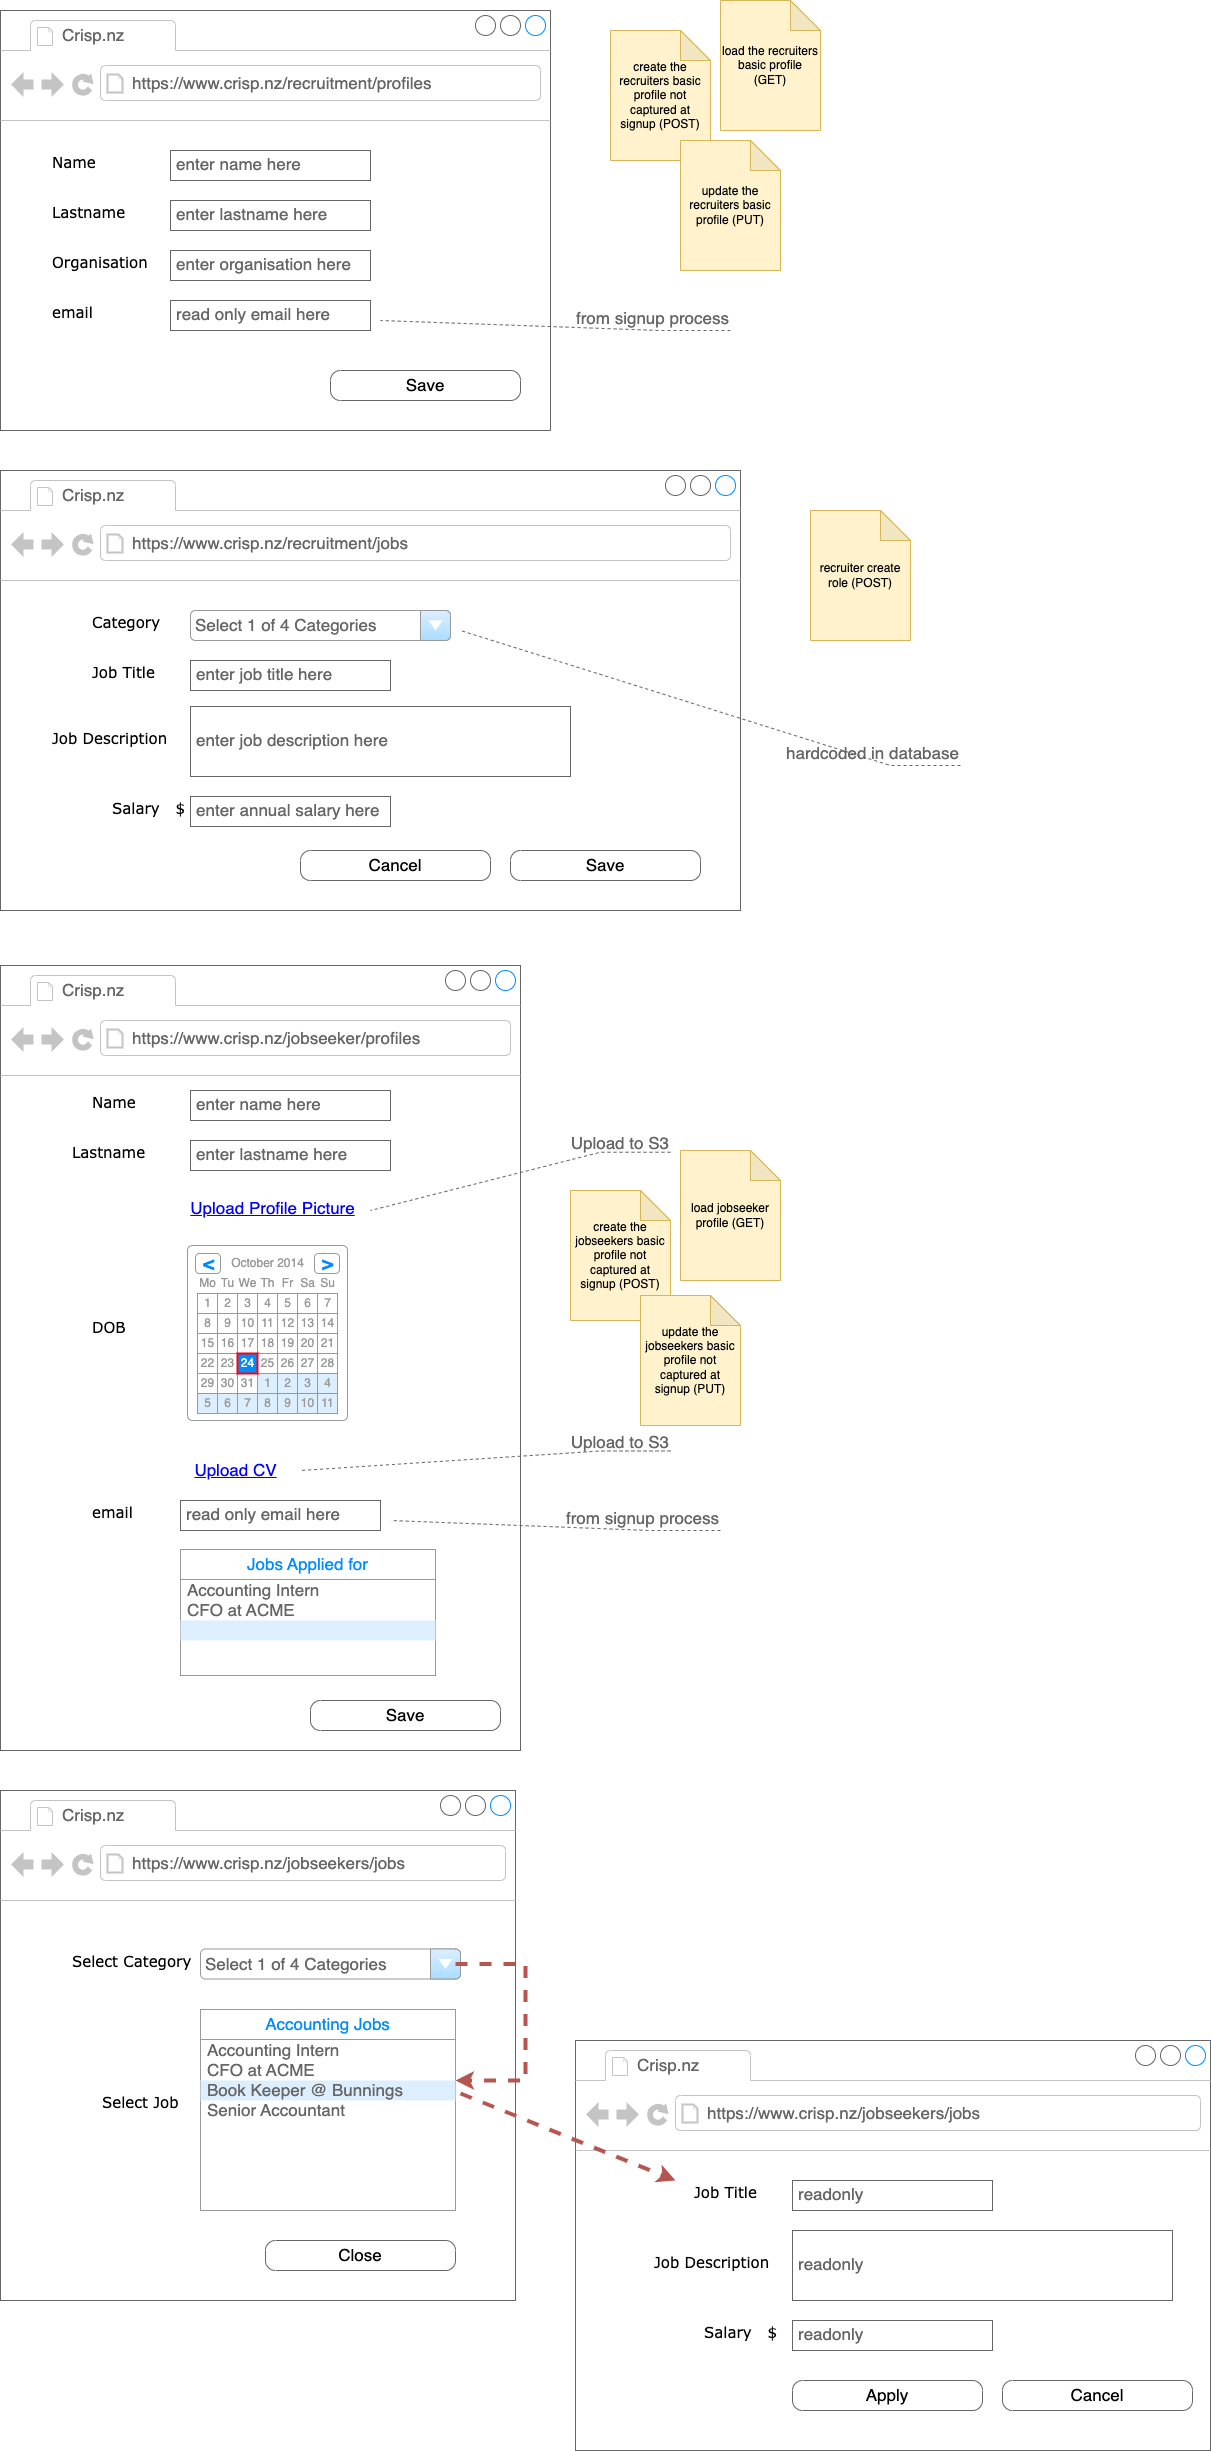 Crisp.nz
https://www.crisp.nz/recruitment/profiles
Name
enter name here
Lastname
enter lastname here
Organisation
enter organisation here
email
read only email here
from signup process
Save
create the
recruiters basic
profile not
captured at
signup (POST)
load the recruiters
basic profile
(GET)
update the
recruiters basic
profile (PUT)
Crisp.nz
https://www.crisp.nz/recruitment/jobs
Category
Select 1 of 4 Categories
Job Title
enter job title here
Job Description
enter job description here
hardcoded in database
Salary $
enter annual salary here
Cancel
Save
recruiter create
role (POST)
Crisp.nz
https://www.crisp.nz/jobseeker/profiles
Name
enter name here
Lastname
enter lastname here
Upload Profile Picture
Upload to S3
DOB
< October 2014 >
Mo Tu We Th Fr Sa Su
1 2 3 4 5 6 7
8 9 10 11 12 13 14
15 16 17 18 19 20 21
22 23 24 25 26 27 28
29 30 31 1 2 3 4
5 6 7 8 9 10 11
create the
jobseekers basic
profile not
captured at
signup (POST)
load jobseeker
profile (GET)
update the
jobseekers basic
profile not
captured at
signup (PUT)
Upload CV
Upload to S3
email
read only email here
from signup process
Jobs Applied for
Accounting Intern
CFO at ACME
Save
Crisp.nz
https://www.crisp.nz/jobseekers/jobs
Select Category
Select 1 of 4 Categories
Accounting Jobs
Select Job
Accounting Intern
CFO at ACME
Book Keeper @ Bunnings
Senior Accountant
Close
Crisp.nz
https://www.crisp.nz/jobseekers/jobs
Job Title
readonly
Job Description
readonly
Salary $
readonly
Apply
Cancel